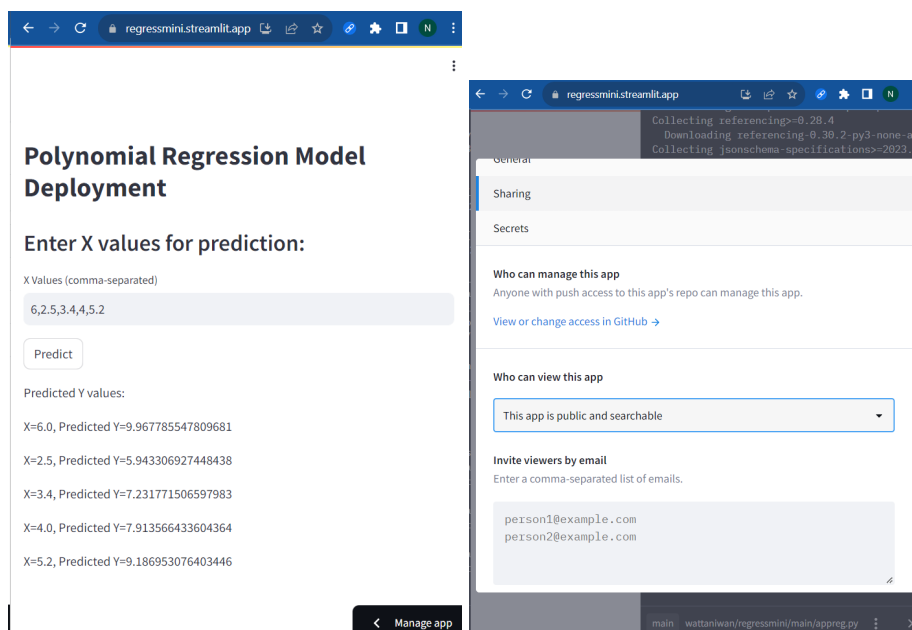 regressmini.streamlit.app
N
Polynomial Regression Model
Deployment
Enter X values for prediction:
X Values (comma-separated)
6,2.5,3.4,4,5.2
Predict
Predicted Y values:
X=6.0, Predicted Y=9.967785547809681
X=2.5, Predicted Y=5.943306927448438
X=3.4, Predicted Y=7.231771506597983
X=4.0, Predicted Y=7.913566433604364
X=5.2, Predicted Y=9.186953076403446
Manage app
regressmini.streamlit.app
N
Collecting referencing>=0.28.4
Downloading referencing-0.30.2-py3-none-a
Collecting jsonschema-specifications>=2023.
General
Sharing
Secrets
Who can manage this app
Anyone with push access to this app's repo can manage this app.
View or change access in GitHub →
Who can view this app
This app is public and searchable
Invite viewers by email
Enter a comma-separated list of emails.
person1@example.com
person2@example.com
main wattaniwan/regressmini/main/appreg.py